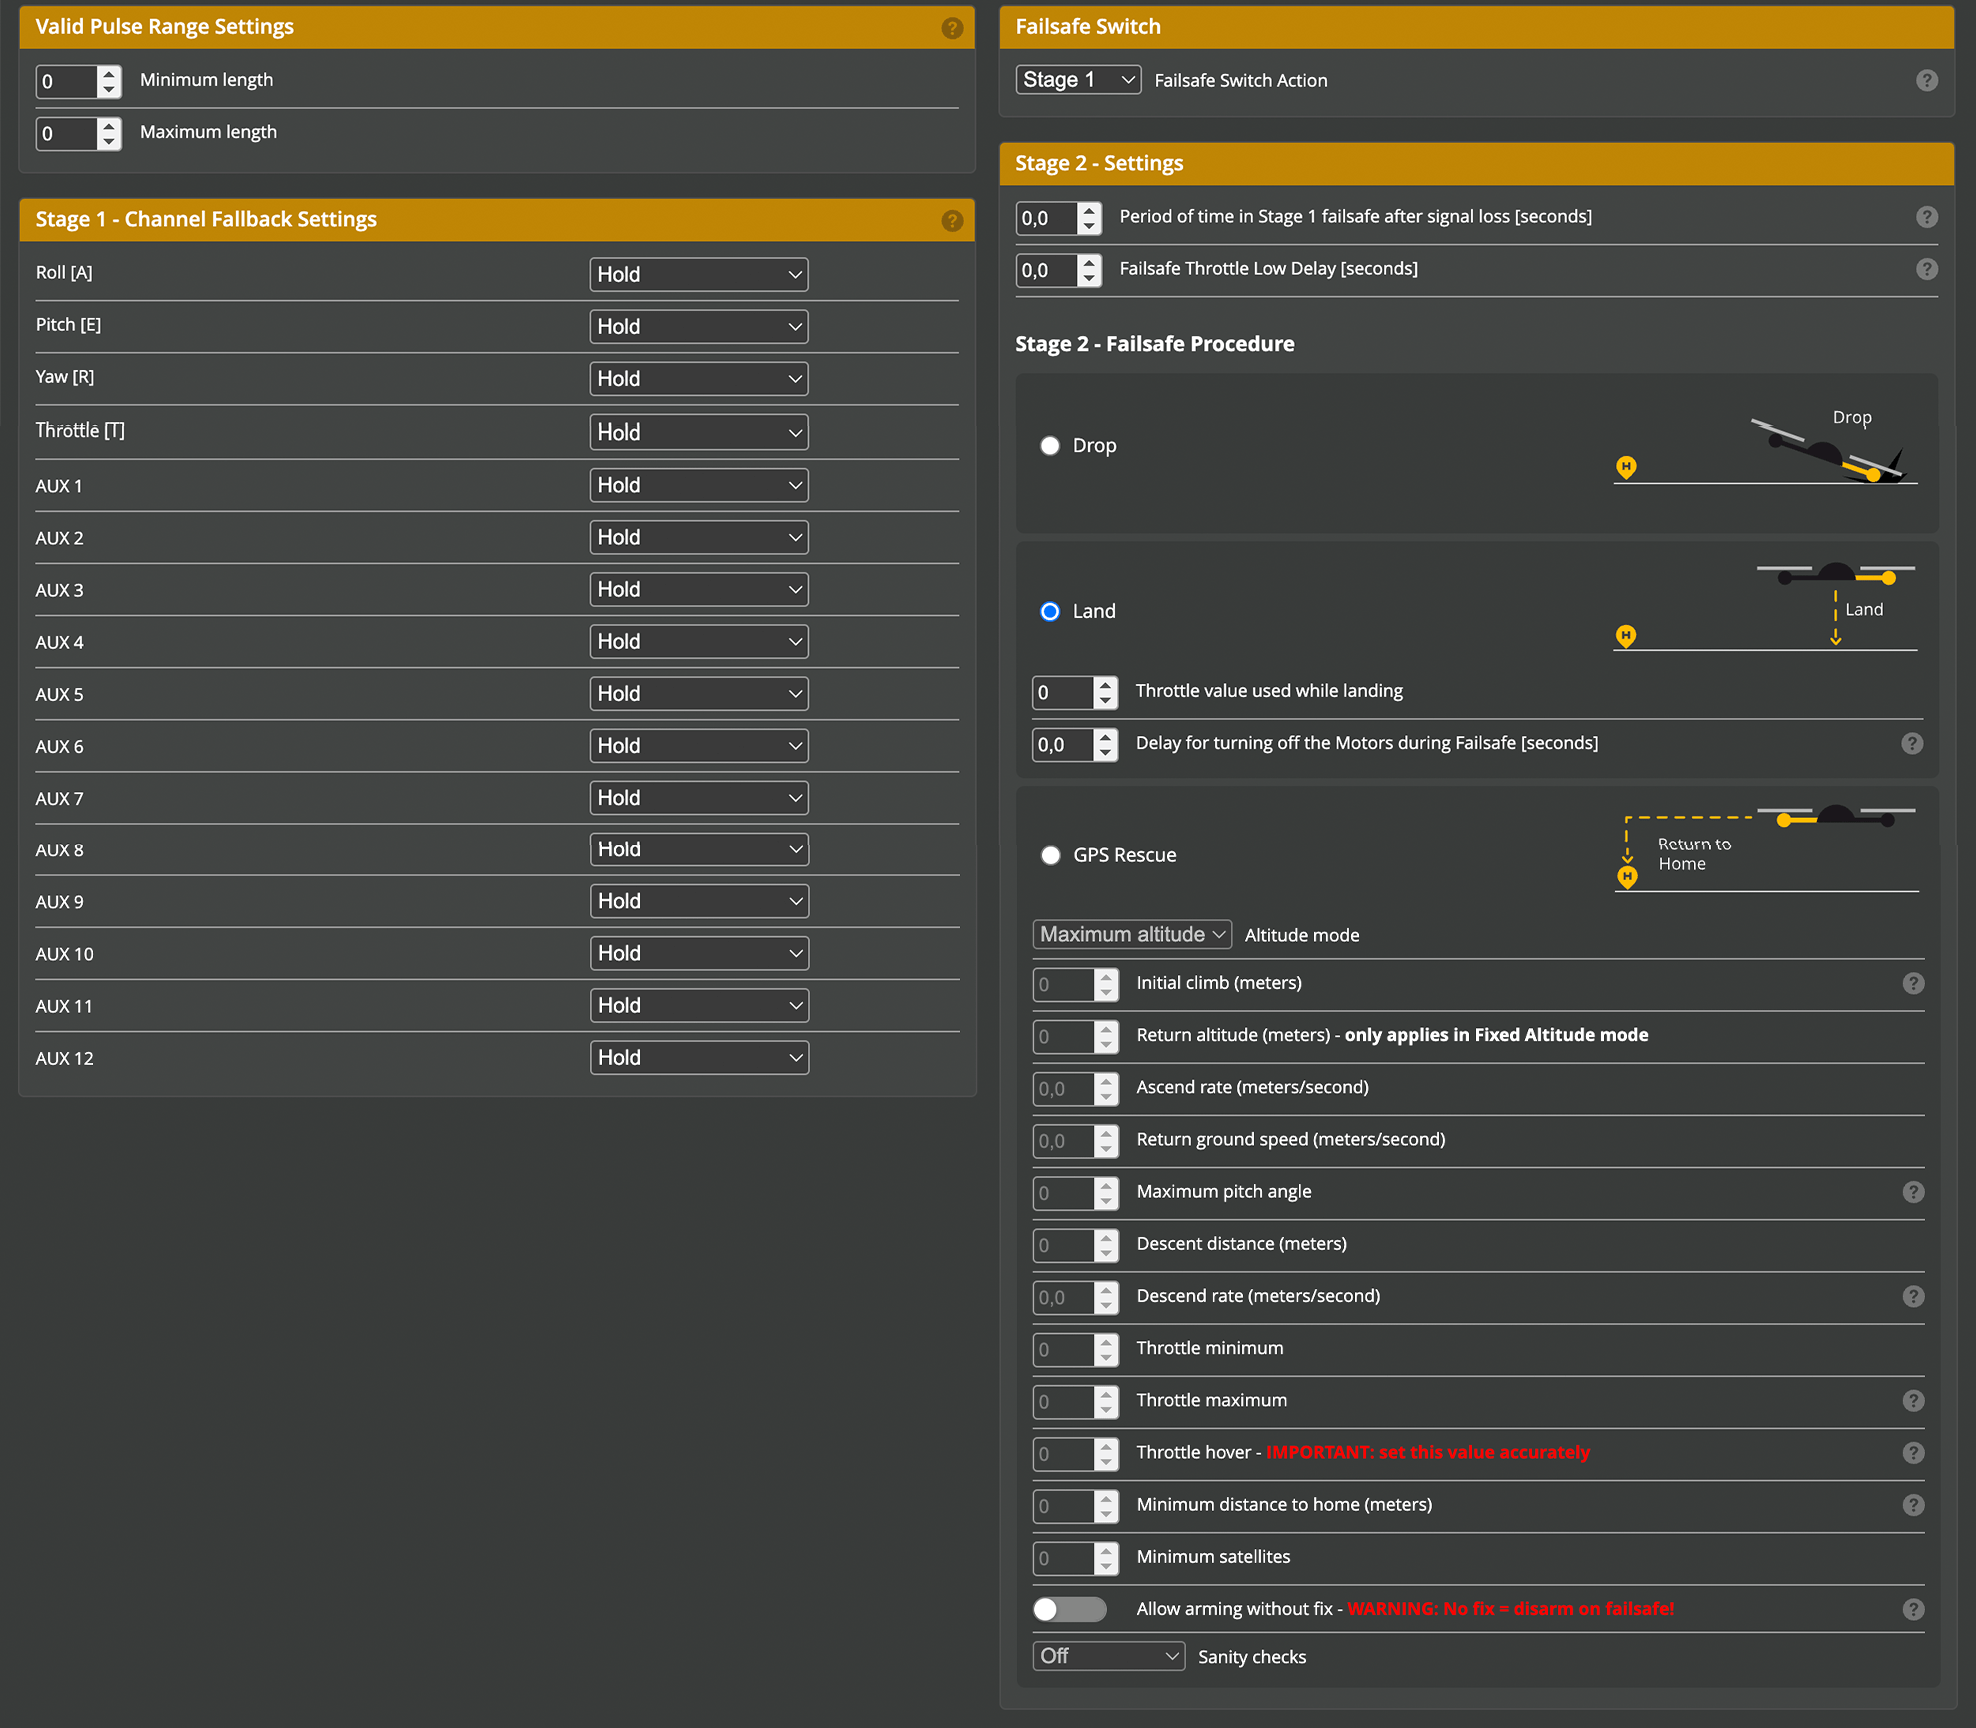 Valid Pulse Range Settings
?
0 Minimum length
0 Maximum length
Stage 1 - Channel Fallback Settings
?
Roll [A] Hold
Pitch [E] Hold
Yaw [R] Hold
Throttle [T] Hold
AUX 1 Hold
AUX 2 Hold
AUX 3 Hold
AUX 4 Hold
AUX 5 Hold
AUX 6 Hold
AUX 7 Hold
AUX 8 Hold
AUX 9 Hold
AUX 10 Hold
AUX 11 Hold
AUX 12 Hold
Failsafe Switch
Stage 1 Failsafe Switch Action ?
Stage 2 - Settings
0,0 Period of time in Stage 1 failsafe after signal loss [seconds] ?
0,0 Failsafe Throttle Low Delay [seconds] ?
Stage 2 - Failsafe Procedure
Drop
Drop
H
Land
Land
H
0 Throttle value used while landing
0,0 Delay for turning off the Motors during Failsafe [seconds] ?
GPS Rescue
Return to
Home
H
Maximum altitude Altitude mode
0 Initial climb (meters) ?
0 Return altitude (meters) - only applies in Fixed Altitude mode
0,0 Ascend rate (meters/second)
0,0 Return ground speed (meters/second)
0 Maximum pitch angle ?
0 Descent distance (meters)
0,0 Descend rate (meters/second) ?
0 Throttle minimum
0 Throttle maximum ?
0 Throttle hover - IMPORTANT: set this value accurately ?
0 Minimum distance to home (meters) ?
0 Minimum satellites
Allow arming without fix - WARNING: No fix = disarm on failsafe! ?
Off Sanity checks